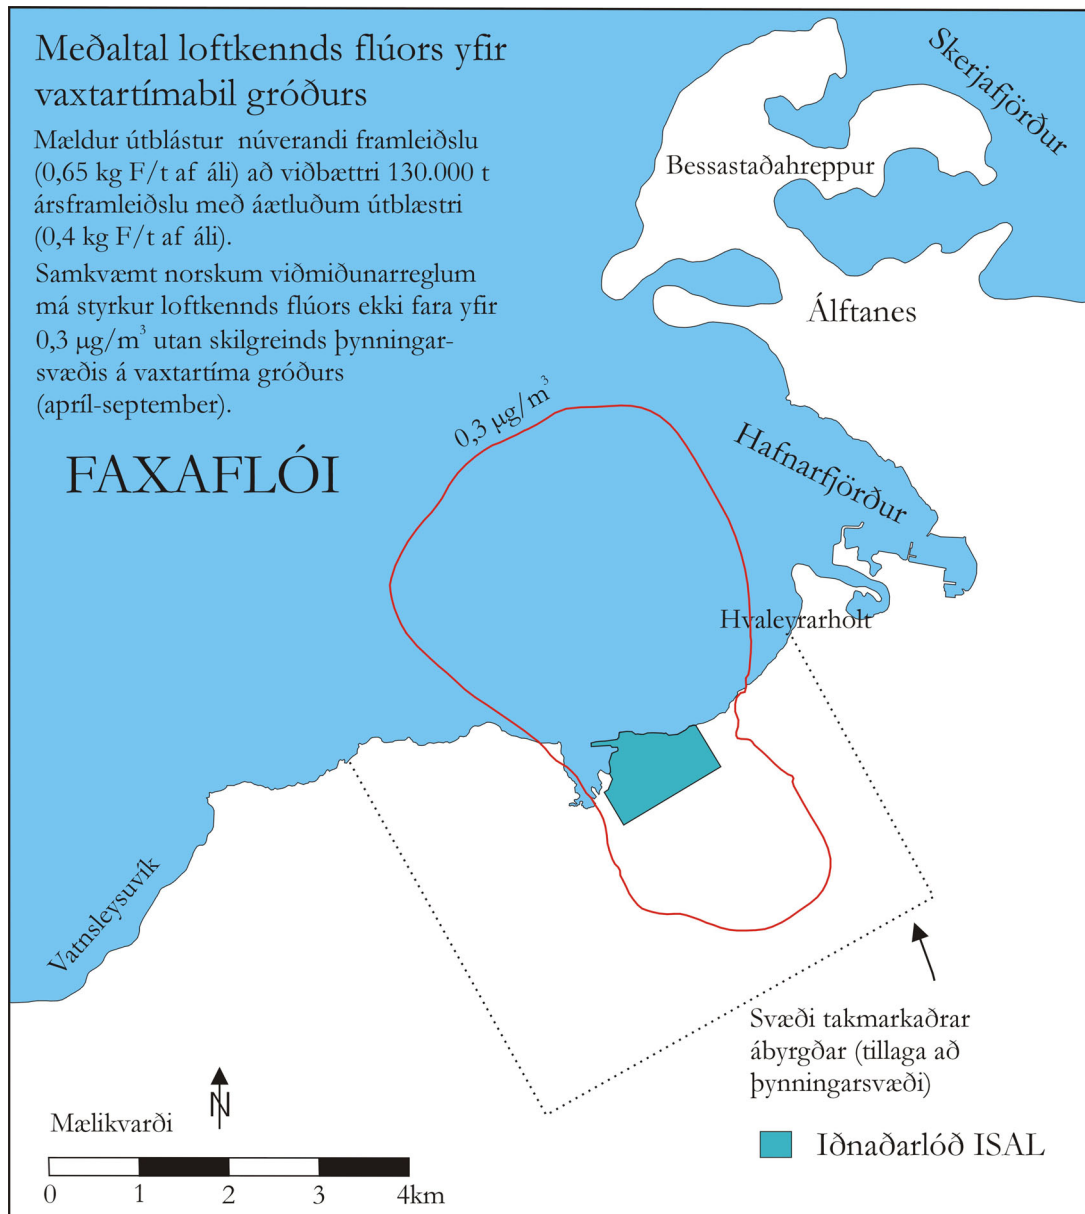 Meðaltal loftkennds flúors yfir
vaxtartímabil gróðurs
Mældur útblástur núverandi framleiðslu
(0,65 kg F/t af áli) að viðbættri 130.000 t
ársframleiðslu með áætluðum útblæstri
(0,4 kg F/t af áli).
Samkvæmt norskum viðmiðunarreglum
má styrkur loftkennds flúors ekki fara yfir
0,3 µg/m³ utan skilgreinds þynningar-
svæðis á vaxtartíma gróðurs
(apríl-september).
Skerjafjörður
Bessastaðahreppur
Álftanes
0,3 µg/m³
FAXAFLÓI
Hafnarfjörður
Hvaleyrarholt
Vatnsleysuvík
Svæði takmarkaðrar
ábyrgðar (tillaga að
þynningarsvæði)
N
Mælikvarði
0 1 2 3 4km
Iðnaðarlóð ISAL